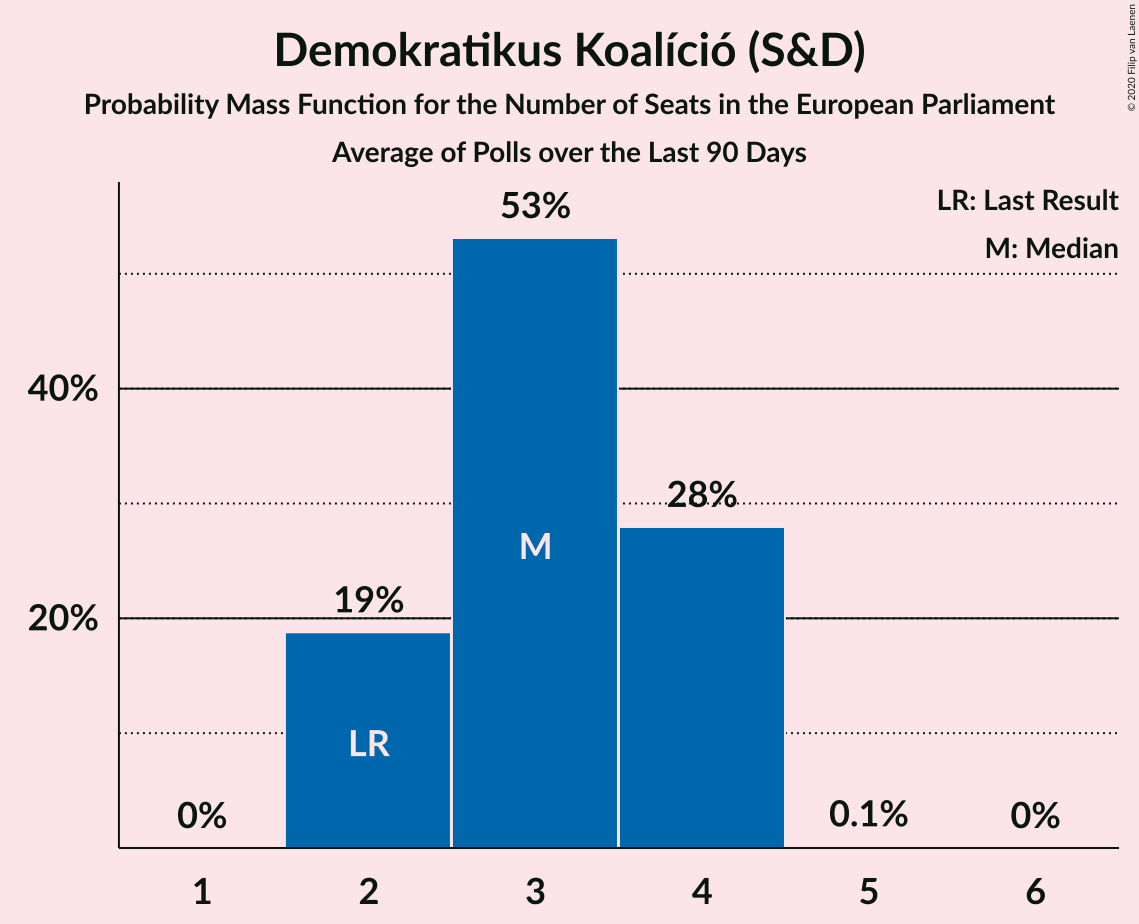 Demokratikus Koalíció (S&D)
Probability Mass Function for the Number of Seats in the European Parliament
Average of Polls over the Last 90 Days
© 2020 Filip van Laenen
LR: Last Result
M: Median
53%
40%
28%
M
19%
20%
LR
0%
0.1%
0%
1
2
3
4
5
6